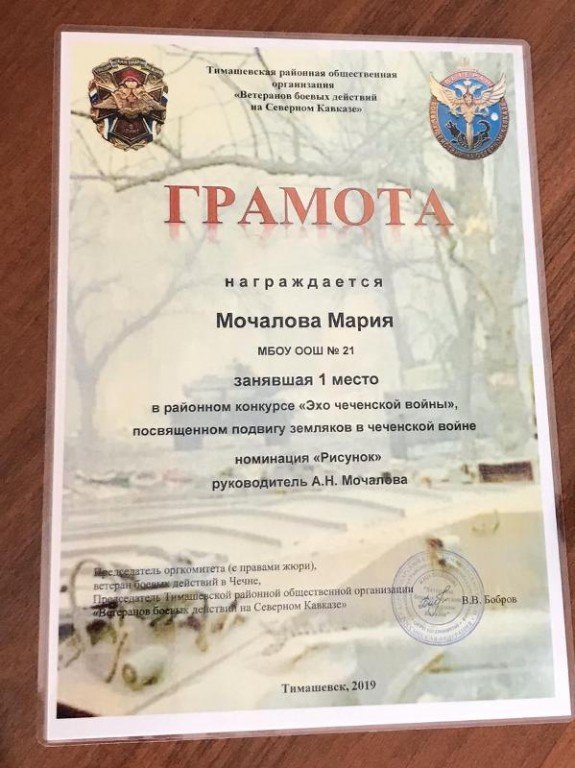 Тимашевская районная общественная
организация
«Ветеранов боевых действий
на Северном Кавказе»
ГРАМОТА
награждается
Мочалова Мария
МБОУ ООШ № 21
занявшая 1 место
в районном конкурсе «Эхо чеченской войны»,
посвященном подвигу земляков в чеченской войне
номинация «Рисунок»
руководитель А.Н. Мочалова
Председатель оргкомитета (с правами жюри),
ветеран боевых действий в Чечне,
Председатель Тимашевской районной общественной организации
«Ветеранов боевых действий на Северном Кавказе»
В.В. Бобров
Тимашевск, 2019